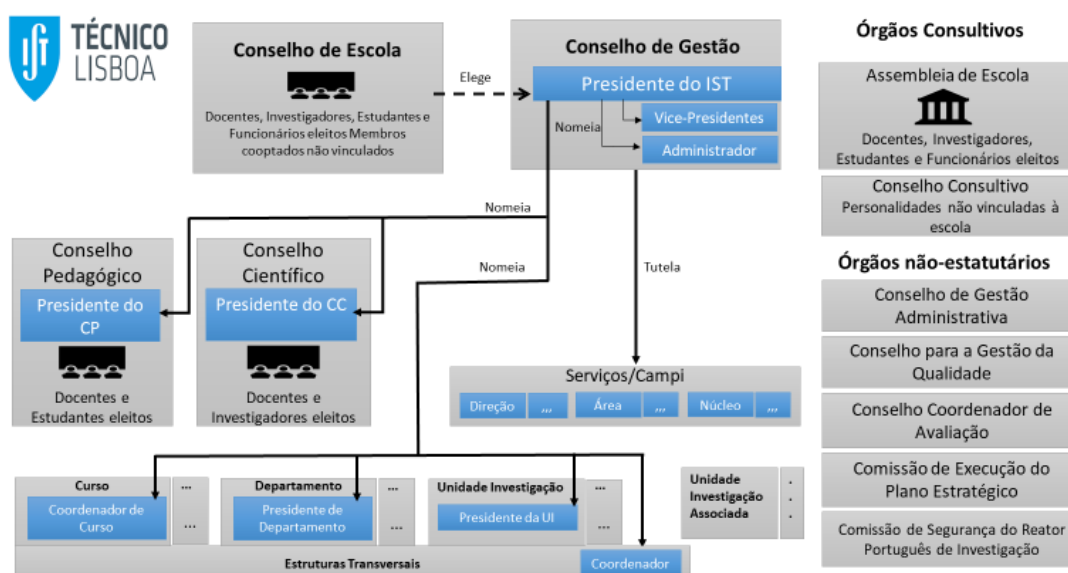 IST
TÉCNICO
LISBOA
Conselho de Escola
Docentes, Investigadores, Estudantes e
Funcionários eleitos Membros
cooptados não vinculados
Elege
Conselho de Gestão
Presidente do IST
Nomeia
Vice-Presidentes
Administrador
Nomeia
Nomeia
Tutela
Conselho
Pedagógico
Presidente do
CP
Docentes e
Estudantes eleitos
Conselho
Científico
Presidente do CC
Docentes e
Investigadores eleitos
Serviços/Campi
Direção
,,,
Área
,,,
Núcleo
,,,
Curso
...
Coordenador de
Curso
...
Departamento
...
Presidente de
Departamento
...
Unidade Investigação
...
Presidente da UI
...
Unidade
Investigação
Associada
.
.
.
Estruturas Transversais
Coordenador
Órgãos Consultivos
Assembleia de Escola
Docentes, Investigadores,
Estudantes e Funcionários eleitos
Conselho Consultivo
Personalidades não vinculadas à
escola
Órgãos não-estatutários
Conselho de Gestão
Administrativa
Conselho para a Gestão da
Qualidade
Conselho Coordenador de
Avaliação
Comissão de Execução do
Plano Estratégico
Comissão de Segurança do Reator
Português de Investigação